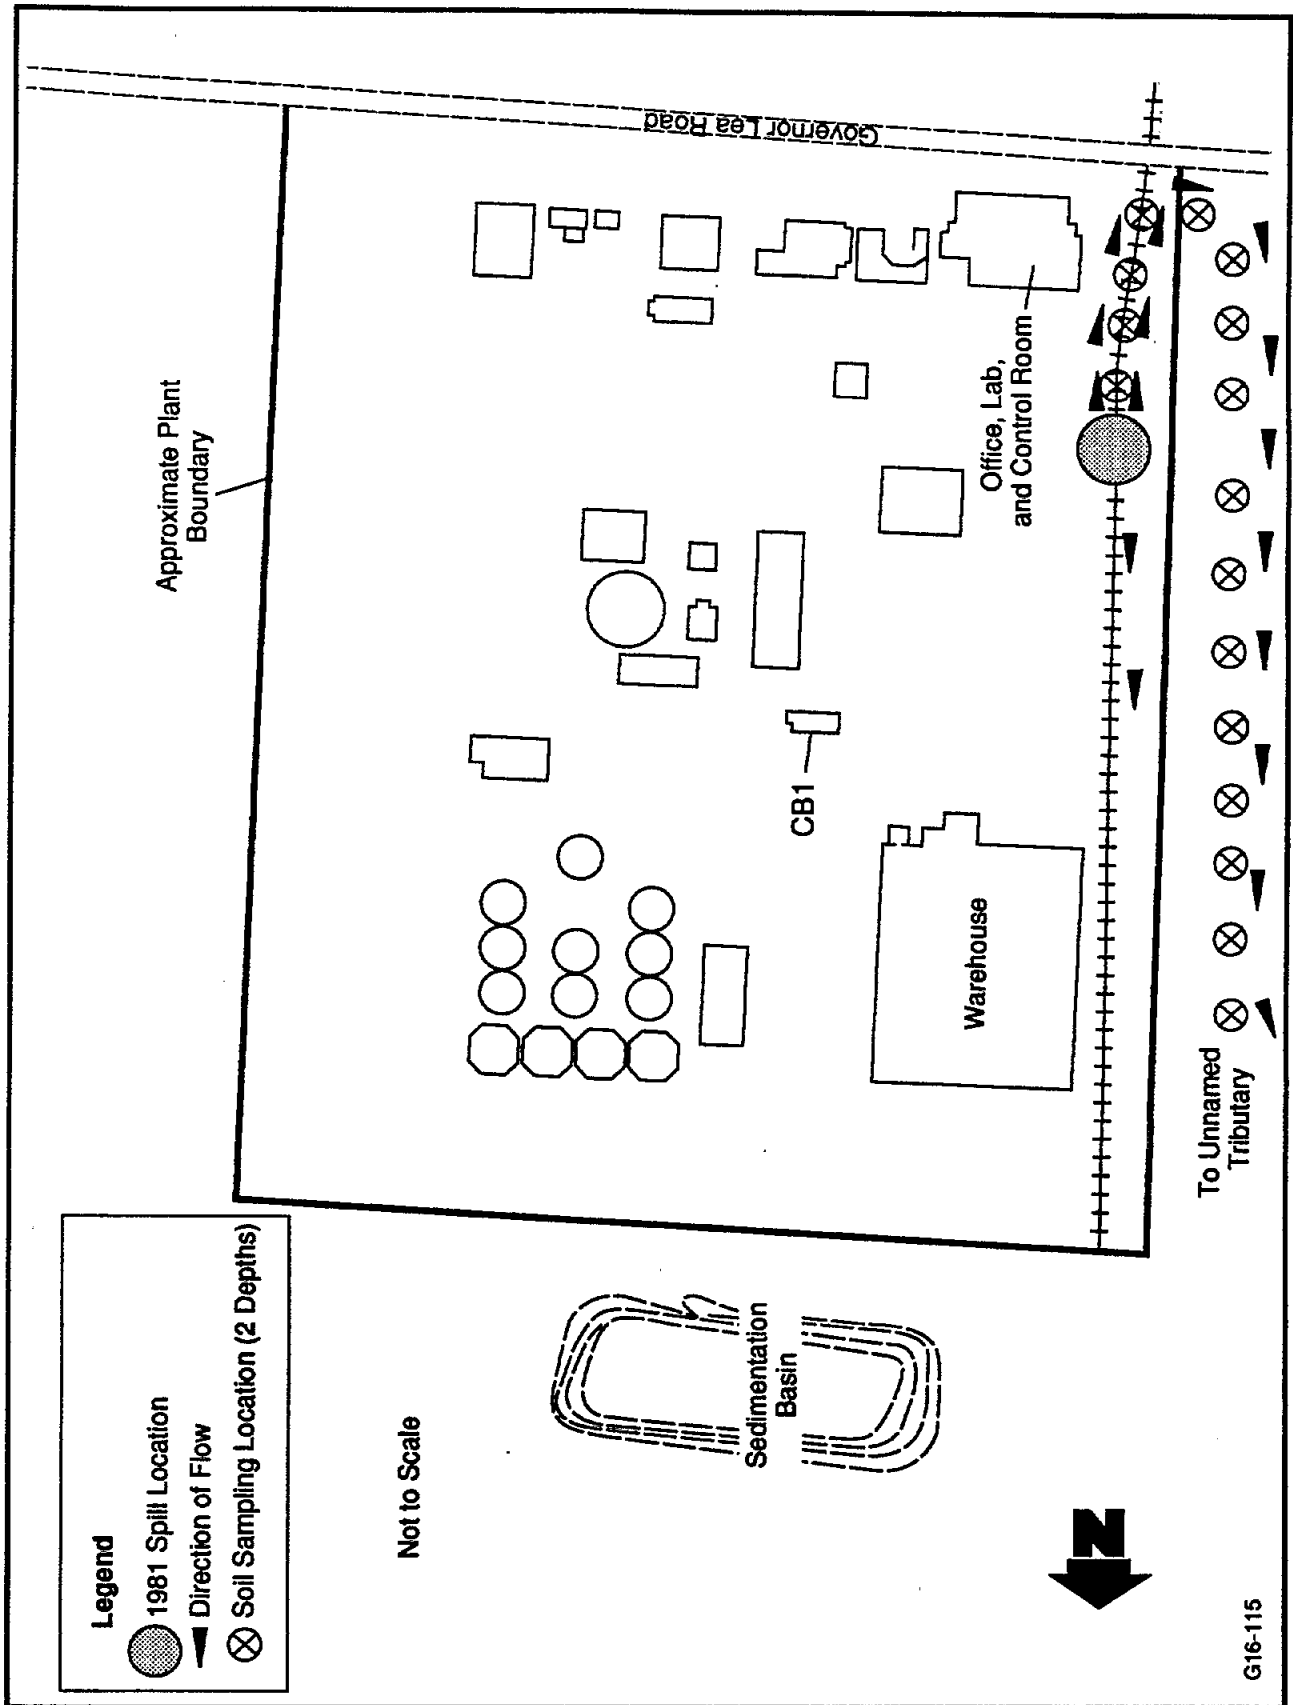 Governor Lea Road
Approximate Plant
Boundary
Office, Lab,
and Control Room
CB1
Warehouse
To Unnamed
Tributary
Sedimentation
Basin
Not to Scale
Legend
1981 Spill Location
Direction of Flow
Soil Sampling Location (2 Depths)
N
G16-115